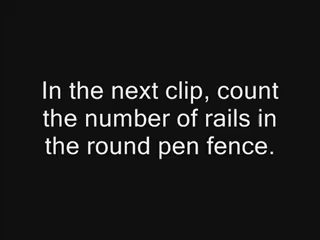 In the next clip, count
the number of rails in
the round pen fence.